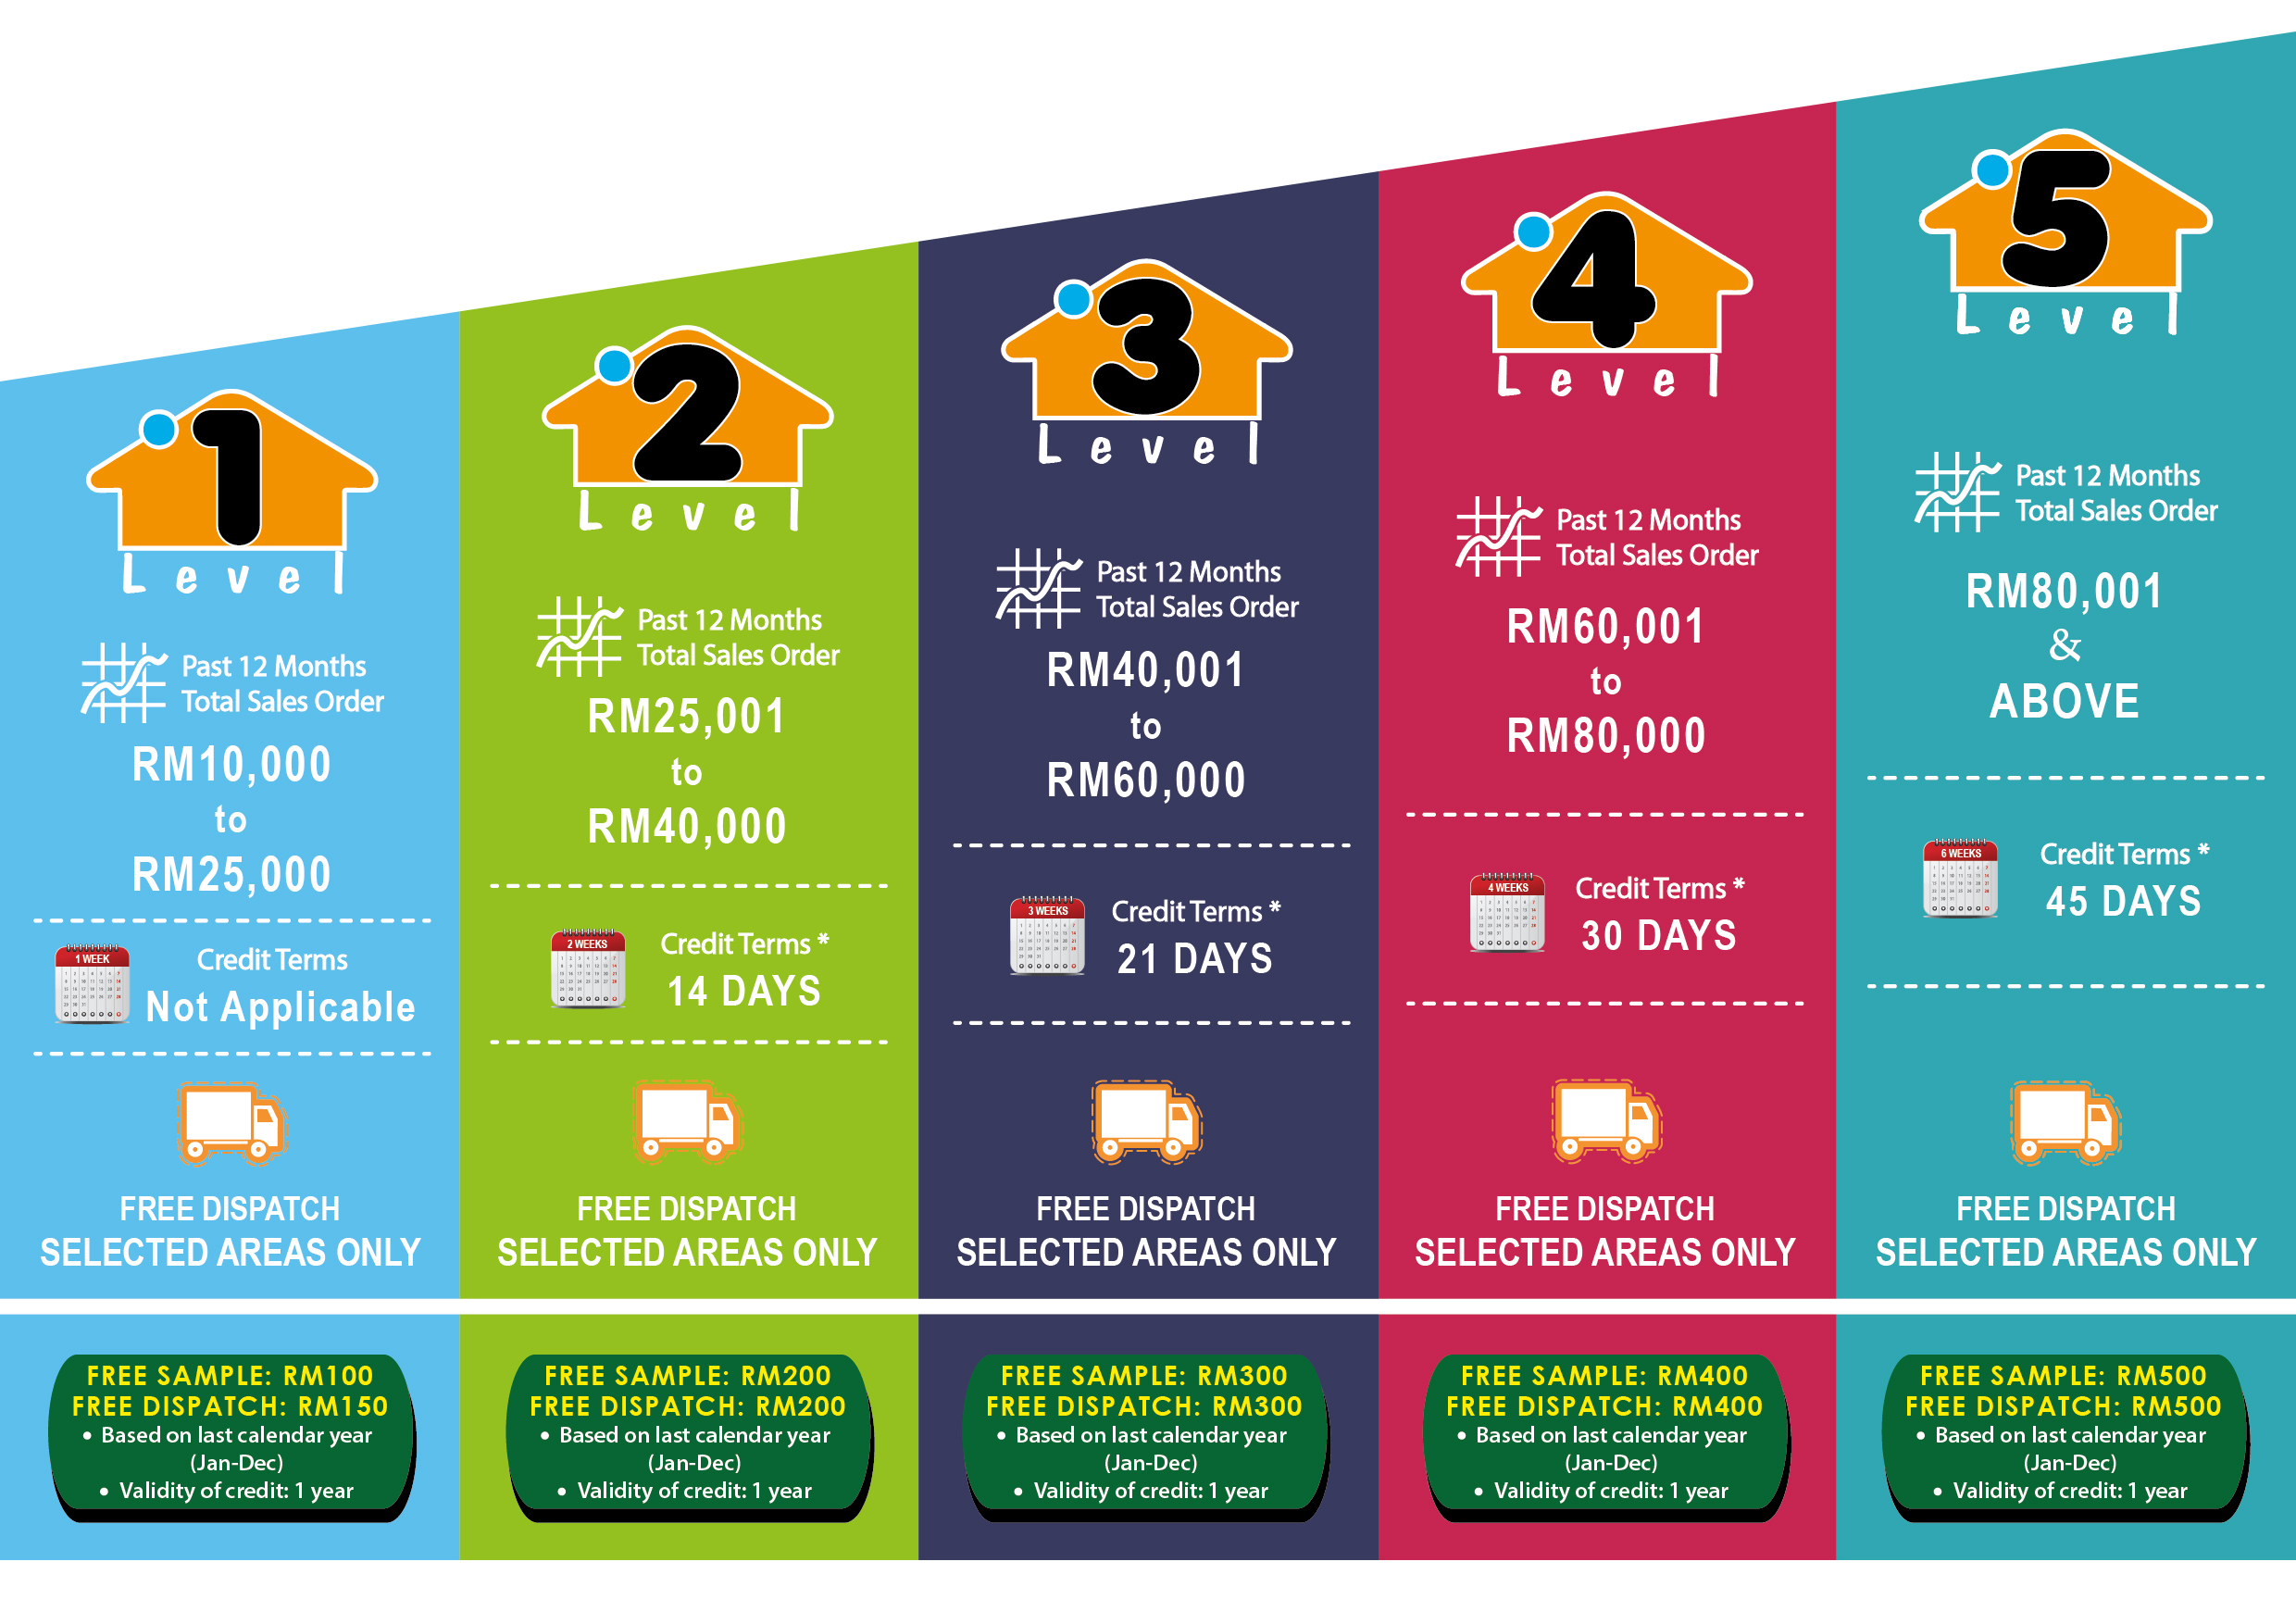 1
Level
Past 12 Months
Total Sales Order
RM10,000
to
RM25,000
1 WEEK
Credit Terms
Not Applicable
FREE DISPATCH
SELECTED AREAS ONLY
FREE SAMPLE: RM100
FREE DISPATCH: RM150
• Based on last calendar year
(Jan-Dec)
• Validity of credit: 1 year
2
Level
Past 12 Months
Total Sales Order
RM25,001
to
RM40,000
2 WEEKS
Credit Terms *
14 DAYS
FREE DISPATCH
SELECTED AREAS ONLY
FREE SAMPLE: RM200
FREE DISPATCH: RM200
• Based on last calendar year
(Jan-Dec)
• Validity of credit: 1 year
3
Level
Past 12 Months
Total Sales Order
RM40,001
to
RM60,000
3 WEEKS
Credit Terms *
21 DAYS
FREE DISPATCH
SELECTED AREAS ONLY
FREE SAMPLE: RM300
FREE DISPATCH: RM300
• Based on last calendar year
(Jan-Dec)
• Validity of credit: 1 year
4
Level
Past 12 Months
Total Sales Order
RM60,001
to
RM80,000
4 WEEKS
Credit Terms *
30 DAYS
FREE DISPATCH
SELECTED AREAS ONLY
FREE SAMPLE: RM400
FREE DISPATCH: RM400
• Based on last calendar year
(Jan-Dec)
• Validity of credit: 1 year
5
Level
Past 12 Months
Total Sales Order
RM80,001
&
ABOVE
6 WEEKS
Credit Terms *
45 DAYS
FREE DISPATCH
SELECTED AREAS ONLY
FREE SAMPLE: RM500
FREE DISPATCH: RM500
• Based on last calendar year
(Jan-Dec)
• Validity of credit: 1 year